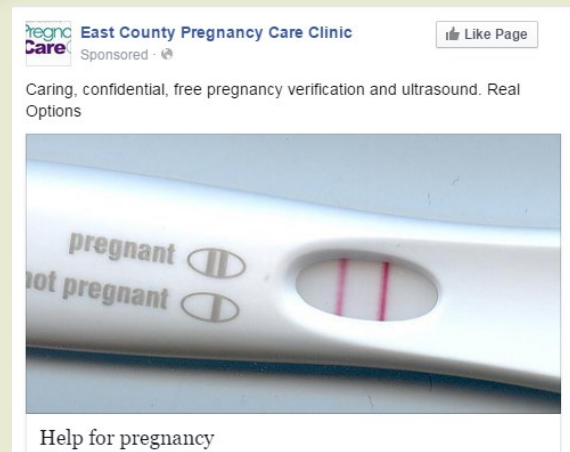 Care
East County Pregnancy Care Clinic
Like Page
Sponsored ·
Caring, confidential, free pregnancy verification and ultrasound. Real
Options
pregnant
not pregnant
Help for pregnancy